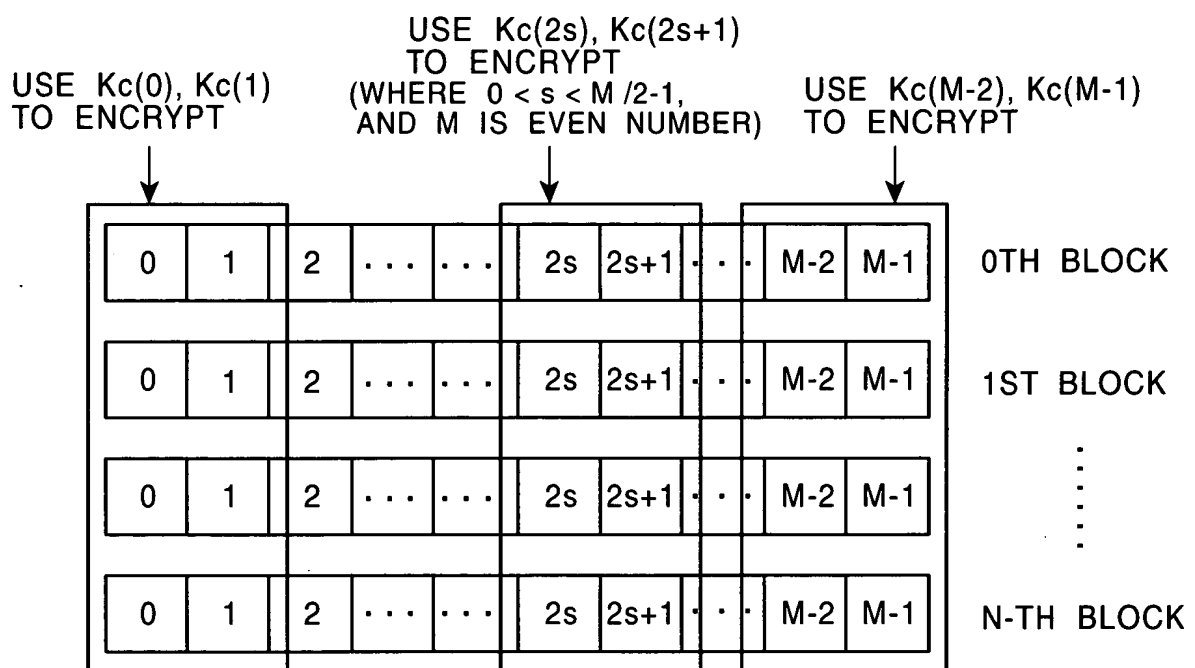 USE Kc(0), Kc(1)
TO ENCRYPT
USE Kc(2s), Kc(2s+1)
TO ENCRYPT
(WHERE 0 < s < M /2-1,
AND M IS EVEN NUMBER)
USE Kc(M-2), Kc(M-1)
TO ENCRYPT
0 1 2 ... ... 2s 2s+1 ... M-2 M-1 0TH BLOCK
0 1 2 ... ... 2s 2s+1 ... M-2 M-1 1ST BLOCK
0 1 2 ... ... 2s 2s+1 ... M-2 M-1
0 1 2 ... ... 2s 2s+1 ... M-2 M-1 N-TH BLOCK